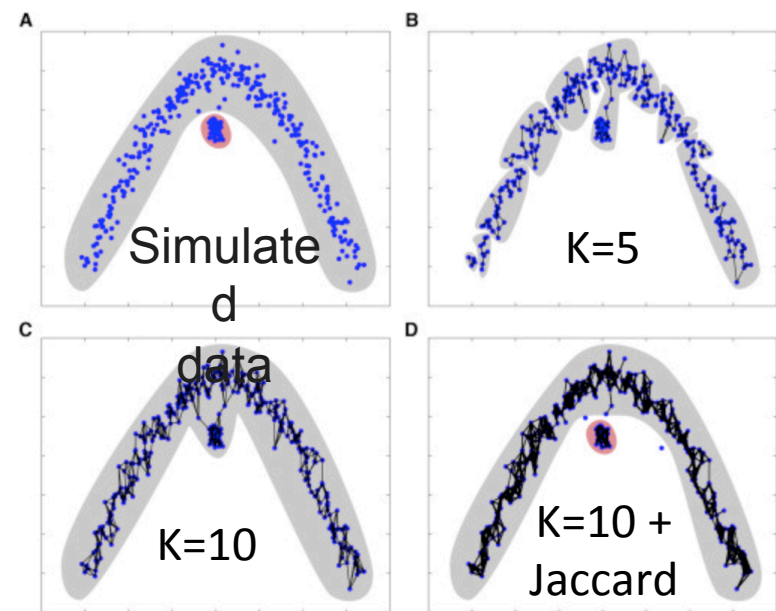 A
B
Simulate
d
data
K=5
C
D
K=10
K=10 +
Jaccard